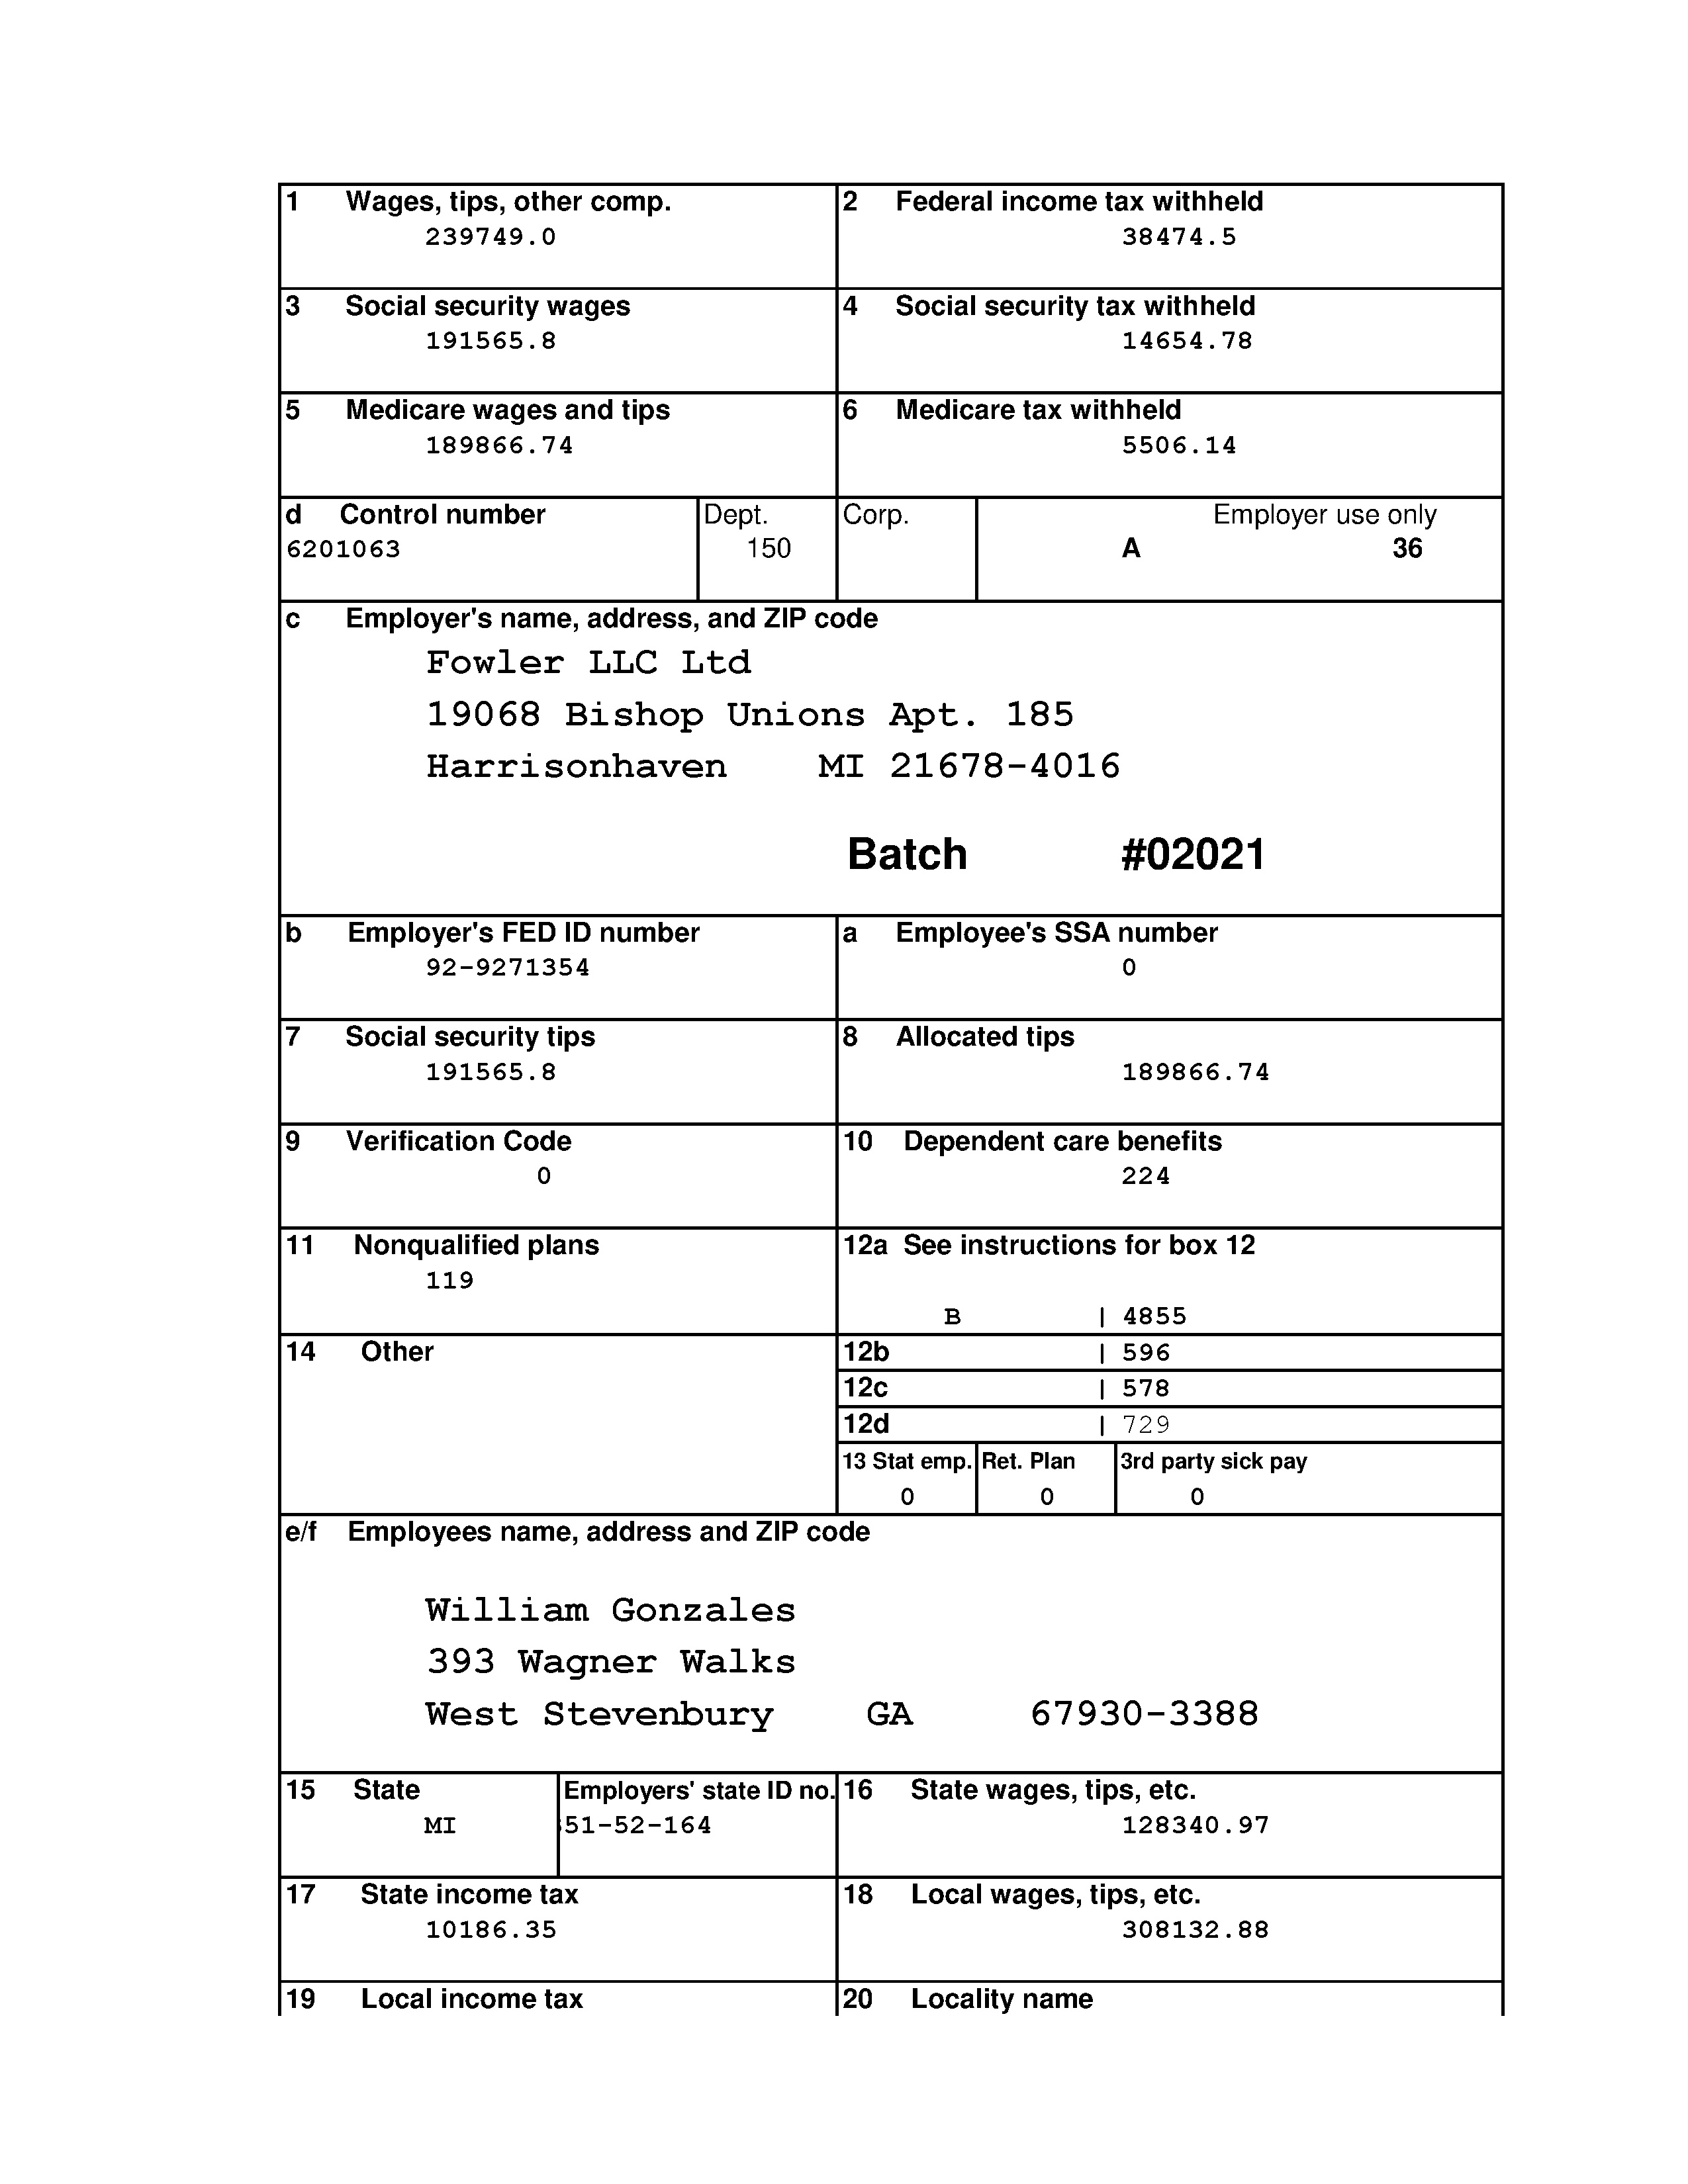 1 Wages, tips, other comp. 2 Federal income tax withheld
239749.0 38474.5
3 Social security wages 4 Social security tax withheld
191565.8 14654.78
5 Medicare wages and tips 6 Medicare tax withheld
189866.74 5506.14
d Control number Dept. Corp. Employer use only
6201063 150 A 36
c Employer's name, address, and ZIP code
Fowler LLC Ltd
19068 Bishop Unions Apt. 185
Harrisonhaven MI 21678-4016
Batch #02021
b Employer's FED ID number a Employee's SSA number
92-9271354 0
7 Social security tips 8 Allocated tips
191565.8 189866.74
9 Verification Code 10 Dependent care benefits
0 224
11 Nonqualified plans 12a See instructions for box 12
119
B | 4855
14 Other 12b | 596
12c | 578
12d | 729
13 Stat emp. Ret. Plan 3rd party sick pay
0 0 0
e/f Employees name, address and ZIP code
William Gonzales
393 Wagner Walks
West Stevenbury GA 67930-3388
15 State Employers' state ID no. 16 State wages, tips, etc.
MI 51-52-164 128340.97
17 State income tax 18 Local wages, tips, etc.
10186.35 308132.88
19 Local income tax 20 Locality name